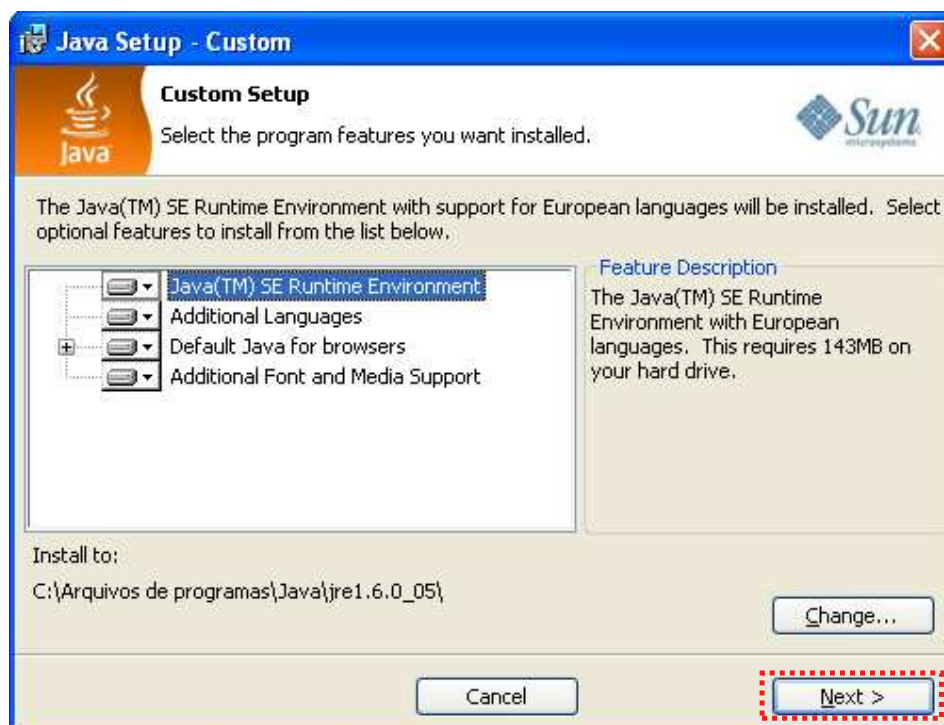 Java Setup - Custom
Custom Setup
Select the program features you want installed.
Java
Sun
microsystems
The Java(TM) SE Runtime Environment with support for European languages will be installed. Select
optional features to install from the list below.
Java(TM) SE Runtime Environment
Additional Languages
Default Java for browsers
Additional Font and Media Support
Feature Description
The Java(TM) SE Runtime
Environment with European
languages. This requires 143MB on
your hard drive.
Install to:
C:\Arquivos de programas\Java\jre1.6.0_05\
Change...
Cancel
Next >